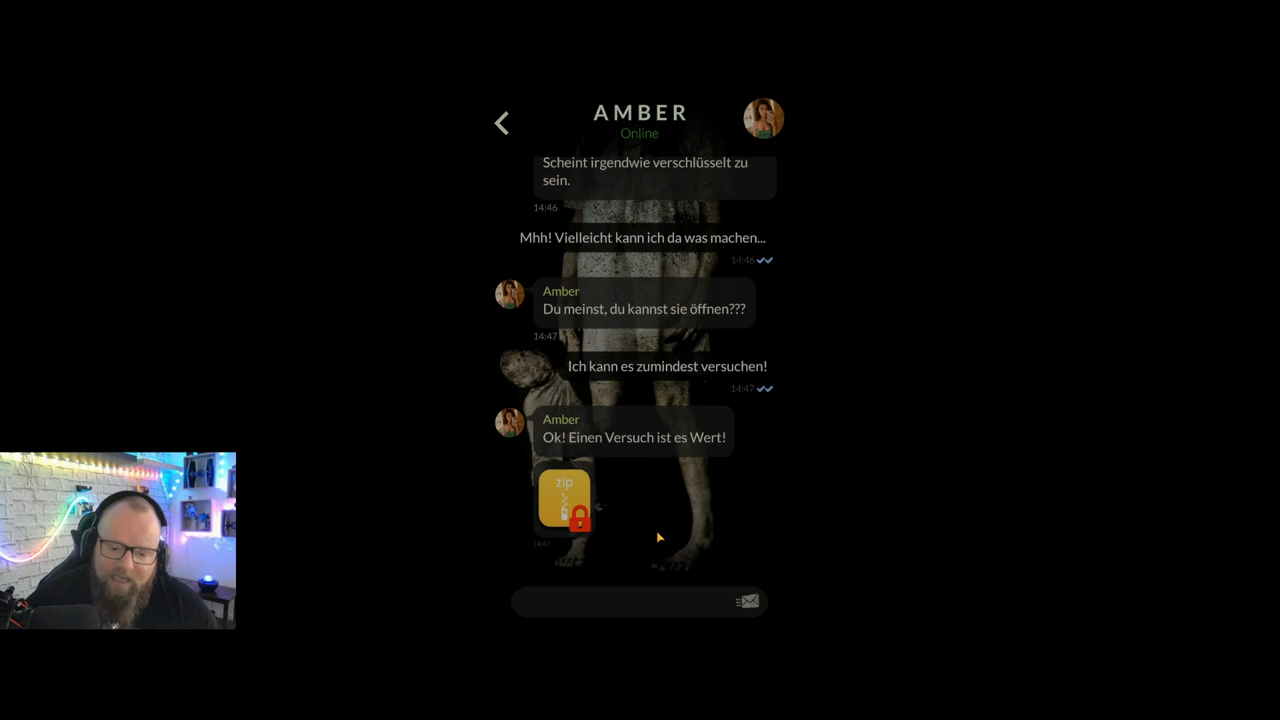 AMBER
Online
Scheint irgendwie verschlüsselt zu
sein.
14:46
Mhh! Vielleicht kann ich da was machen...
14:46
Amber
Du meinst, du kannst sie öffnen???
14:47
Ich kann es zumindest versuchen!
14:47
Amber
Ok! Einen Versuch ist es Wert!
zip
14:47